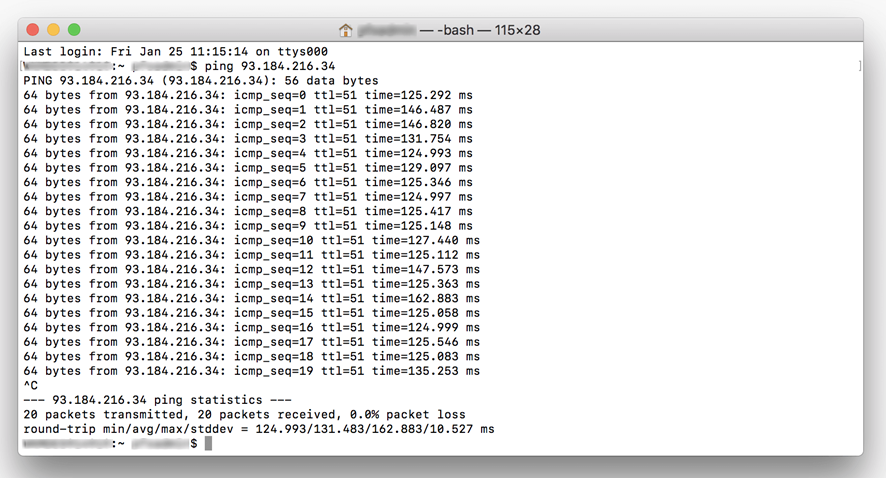 — -bash — 115×28
Last login: Fri Jan 25 11:15:14 on ttys000
:~ $ ping 93.184.216.34
PING 93.184.216.34 (93.184.216.34): 56 data bytes
64 bytes from 93.184.216.34: icmp_seq=0 ttl=51 time=125.292 ms
64 bytes from 93.184.216.34: icmp_seq=1 ttl=51 time=146.487 ms
64 bytes from 93.184.216.34: icmp_seq=2 ttl=51 time=146.820 ms
64 bytes from 93.184.216.34: icmp_seq=3 ttl=51 time=131.754 ms
64 bytes from 93.184.216.34: icmp_seq=4 ttl=51 time=124.993 ms
64 bytes from 93.184.216.34: icmp_seq=5 ttl=51 time=129.097 ms
64 bytes from 93.184.216.34: icmp_seq=6 ttl=51 time=125.346 ms
64 bytes from 93.184.216.34: icmp_seq=7 ttl=51 time=124.997 ms
64 bytes from 93.184.216.34: icmp_seq=8 ttl=51 time=125.417 ms
64 bytes from 93.184.216.34: icmp_seq=9 ttl=51 time=125.148 ms
64 bytes from 93.184.216.34: icmp_seq=10 ttl=51 time=127.440 ms
64 bytes from 93.184.216.34: icmp_seq=11 ttl=51 time=125.112 ms
64 bytes from 93.184.216.34: icmp_seq=12 ttl=51 time=147.573 ms
64 bytes from 93.184.216.34: icmp_seq=13 ttl=51 time=125.363 ms
64 bytes from 93.184.216.34: icmp_seq=14 ttl=51 time=162.883 ms
64 bytes from 93.184.216.34: icmp_seq=15 ttl=51 time=125.058 ms
64 bytes from 93.184.216.34: icmp_seq=16 ttl=51 time=124.999 ms
64 bytes from 93.184.216.34: icmp_seq=17 ttl=51 time=125.546 ms
64 bytes from 93.184.216.34: icmp_seq=18 ttl=51 time=125.083 ms
64 bytes from 93.184.216.34: icmp_seq=19 ttl=51 time=135.253 ms
^C
--- 93.184.216.34 ping statistics ---
20 packets transmitted, 20 packets received, 0.0% packet loss
round-trip min/avg/max/stddev = 124.993/131.483/162.883/10.527 ms
:~ $